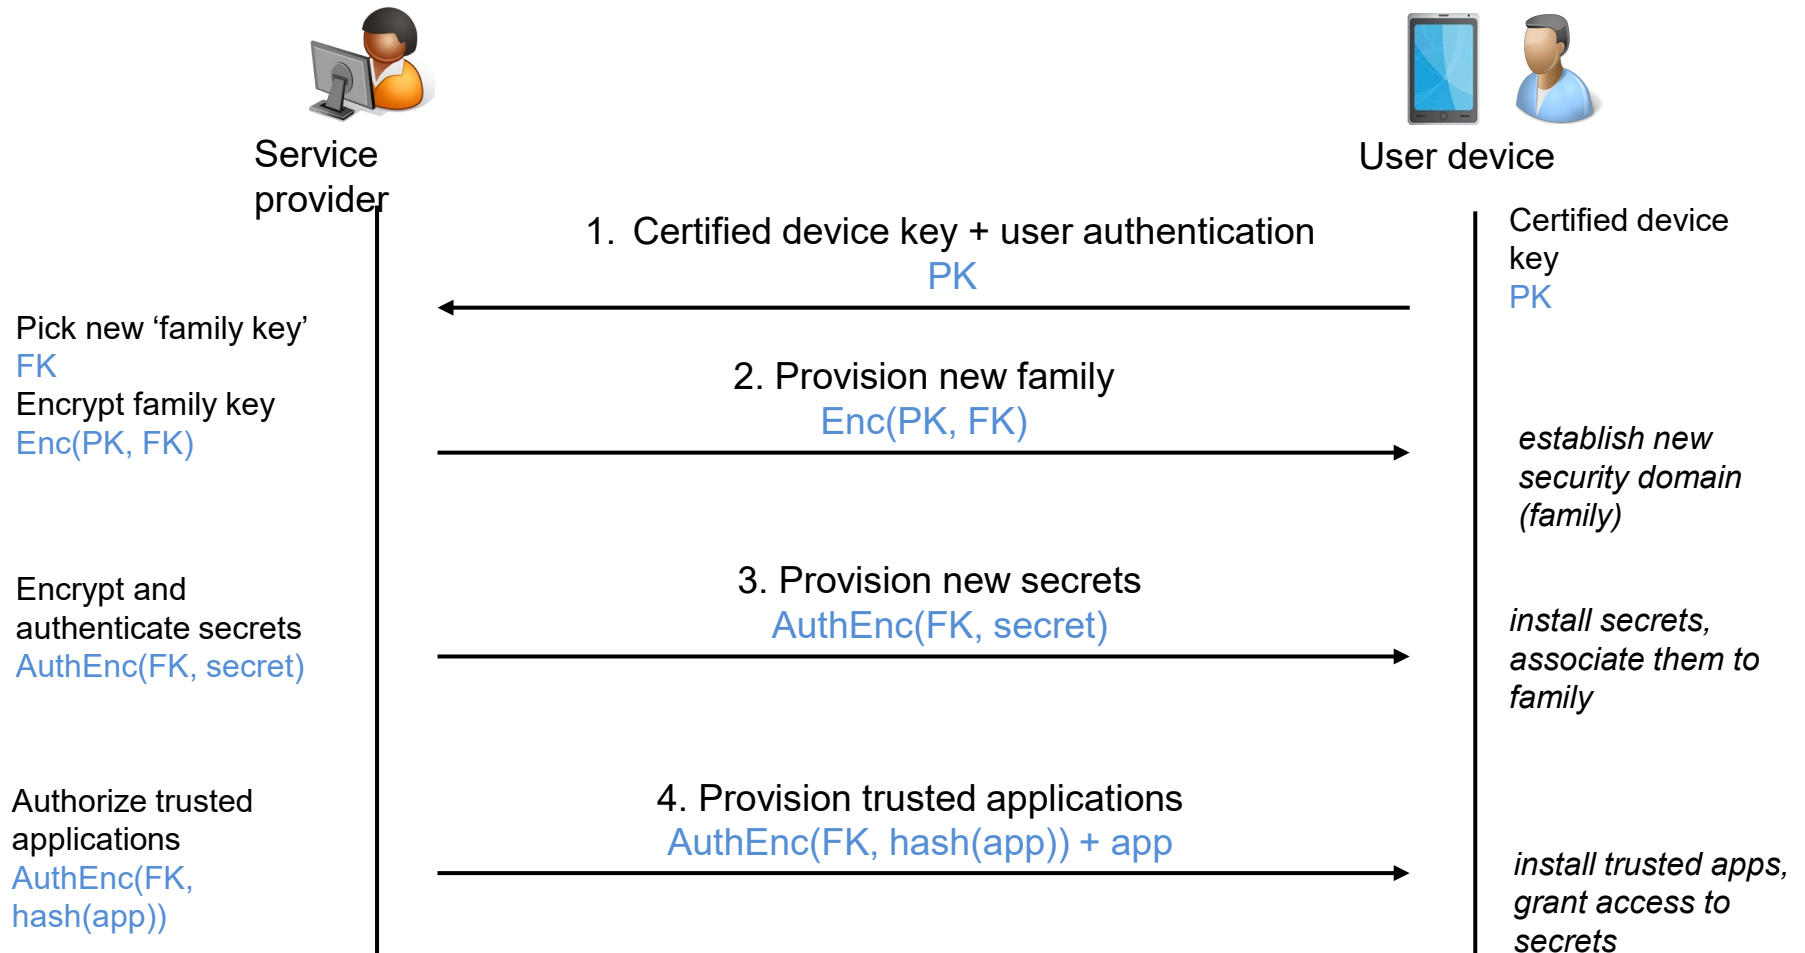 Service
provider
User device
1. Certified device key + user authentication
PK
Certified device
key
PK
Pick new ‘family key’
FK
Encrypt family key
Enc(PK, FK)
2. Provision new family
Enc(PK, FK)
establish new
security domain
(family)
Encrypt and
authenticate secrets
AuthEnc(FK, secret)
3. Provision new secrets
AuthEnc(FK, secret)
install secrets,
associate them to
family
Authorize trusted
applications
AuthEnc(FK,
hash(app))
4. Provision trusted applications
AuthEnc(FK, hash(app)) + app
install trusted apps,
grant access to
secrets